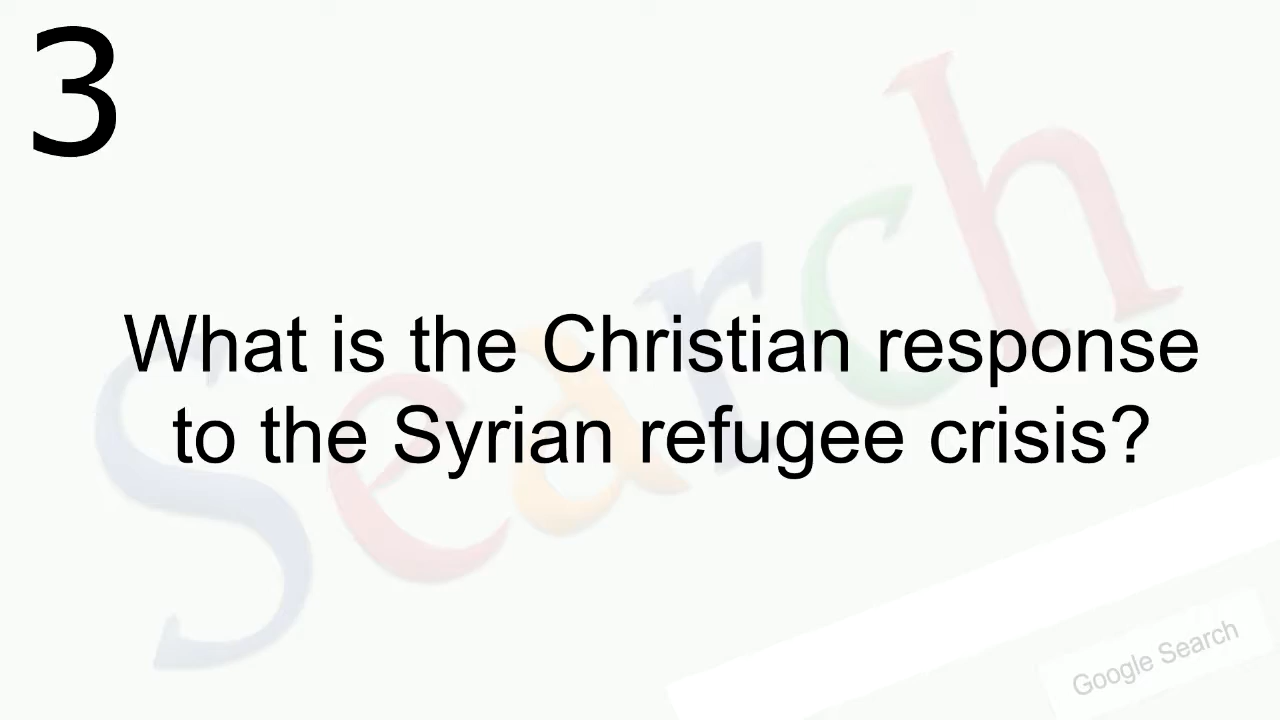 3
What is the Christian response
to the Syrian refugee crisis?
Search
Google Search